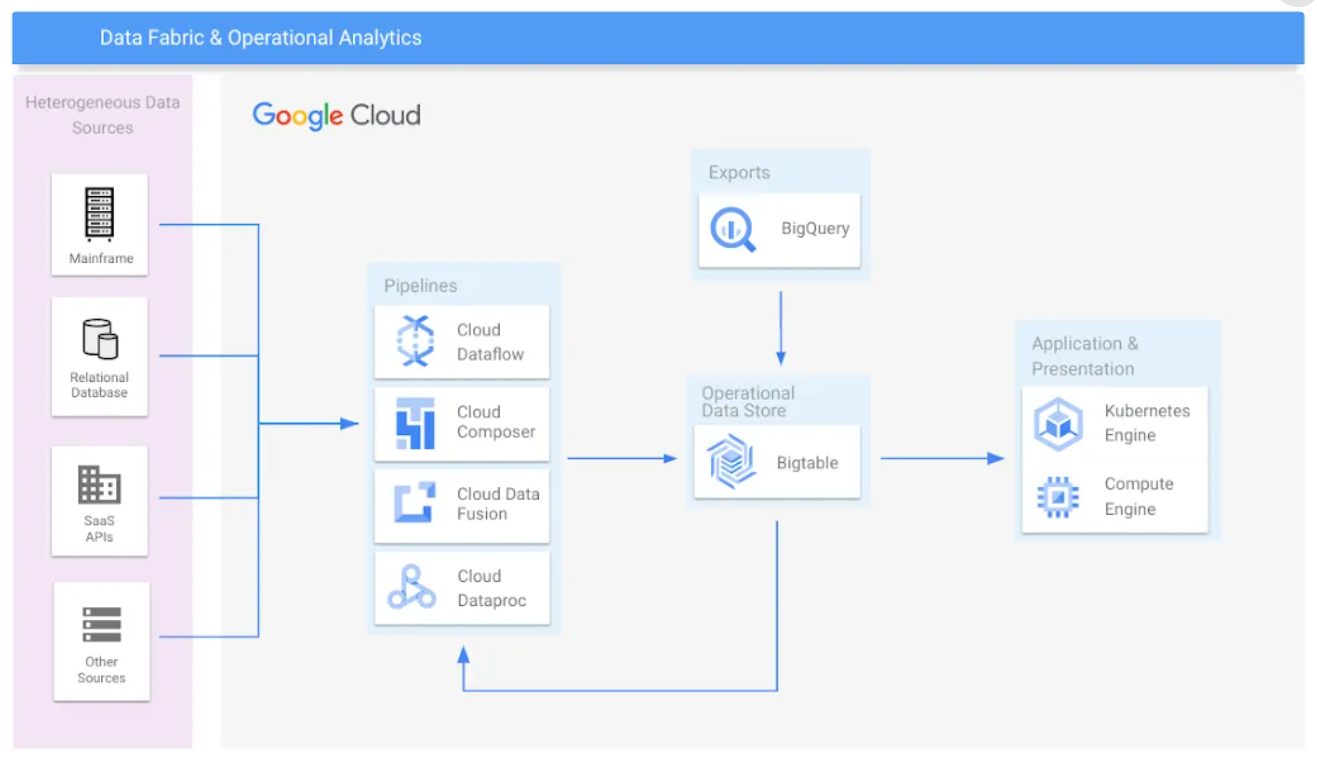 Data Fabric & Operational Analytics
Heterogeneous Data
Sources
Google Cloud
Mainframe
Relational
Database
SaaS
APIs
Other
Sources
Pipelines
Cloud
Dataflow
Cloud
Composer
Cloud Data
Fusion
Cloud
Dataproc
Exports
BigQuery
Operational
Data Store
Bigtable
Application &
Presentation
Kubernetes
Engine
Compute
Engine